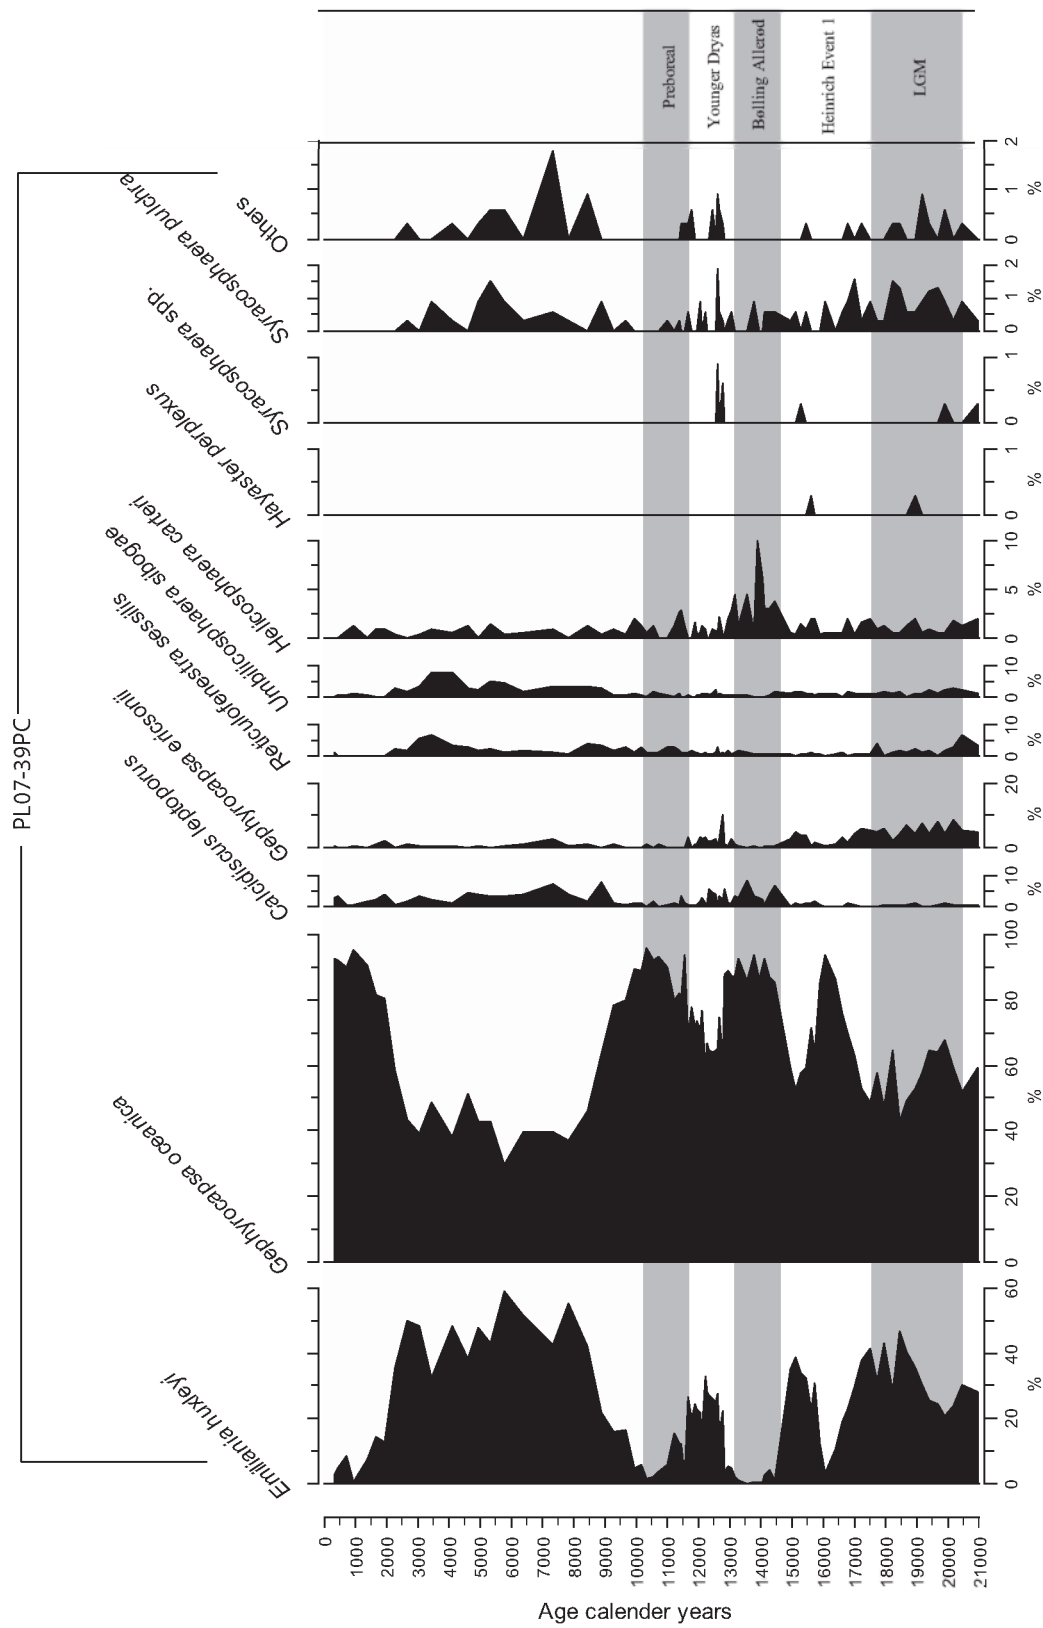 PL07-39PC
Emiliania huxleyi
Gephyrocapsa oceanica
Calcidiscus leptoporus
Gephyrocapsa ericsonii
Reticulofenestra sessilis
Umbilicosphaera sibogae
Helicosphaera carteri
Hayaster perplexus
Syracosphaera spp.
Syracosphaera pulchra
Others
Preboreal
Younger Dryas
Bølling Allerød
Heinrich Event 1
LGM
0 1 2
%
0 1 2
%
0 1
%
0 1
%
0 5 10
%
0 10
%
0 10
%
0 10 20
%
0 10
%
0 20 40 60 80 100
%
0 20 40 60
%
0 1000 2000 3000 4000 5000 6000 7000 8000 9000 10000 11000 12000 13000 14000 15000 16000 17000 18000 19000 20000 21000
Age calender years